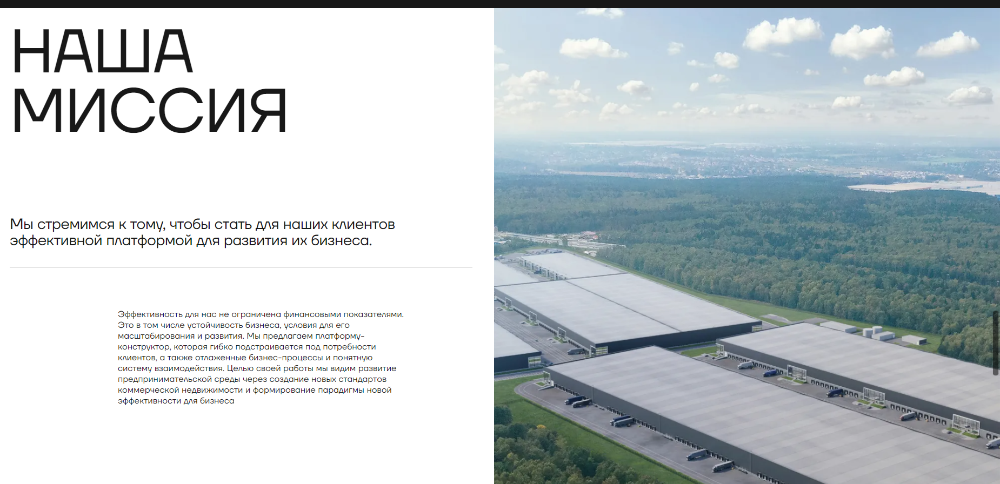 НАША
МИССИЯ
Мы стремимся к тому, чтобы стать для наших клиентов
эффективной платформой для развития их бизнеса.
Эффективность для нас не ограничена финансовыми показателями.
Это в том числе устойчивость бизнеса, условия для его
масштабирования и развития. Мы предлагаем платформу-
конструктор, которая гибко подстраивается под потребности
клиентов, а также отлаженные бизнес-процессы и понятную
систему взаимодействия. Целью своей работы мы видим развитие
предпринимательской среды через создание новых стандартов
коммерческой недвижимости и формирование парадигмы новой
эффективности для бизнеса